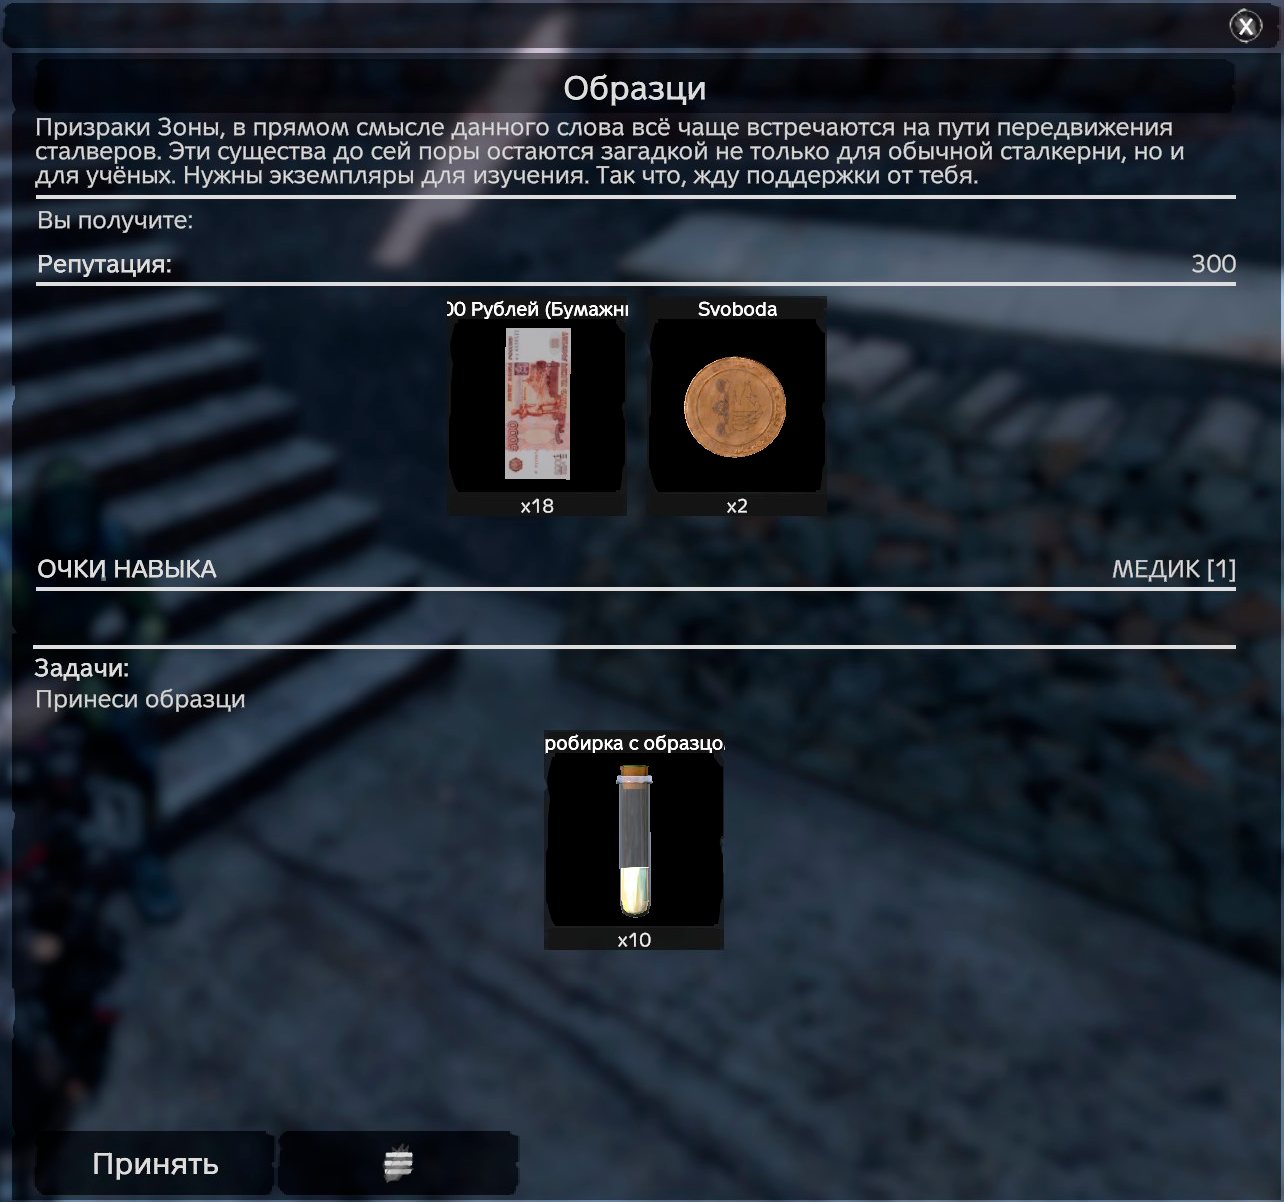 X
Образци
Призраки Зоны, в прямом смысле данного слова всё чаще встречаются на пути передвижения
сталверов. Эти существа до сей поры остаются загадкой не только для обычной сталкерни, но и
для учёных. Нужны экземпляры для изучения. Так что, жду поддержки от тебя.
Вы получите:
Репутация: 300
00 Рублей (Бумажн Svoboda
x18 x2
ОЧКИ НАВЫКА МЕДИК [1]
Задачи:
Принеси образци
робирка с образцо
x10
Принять